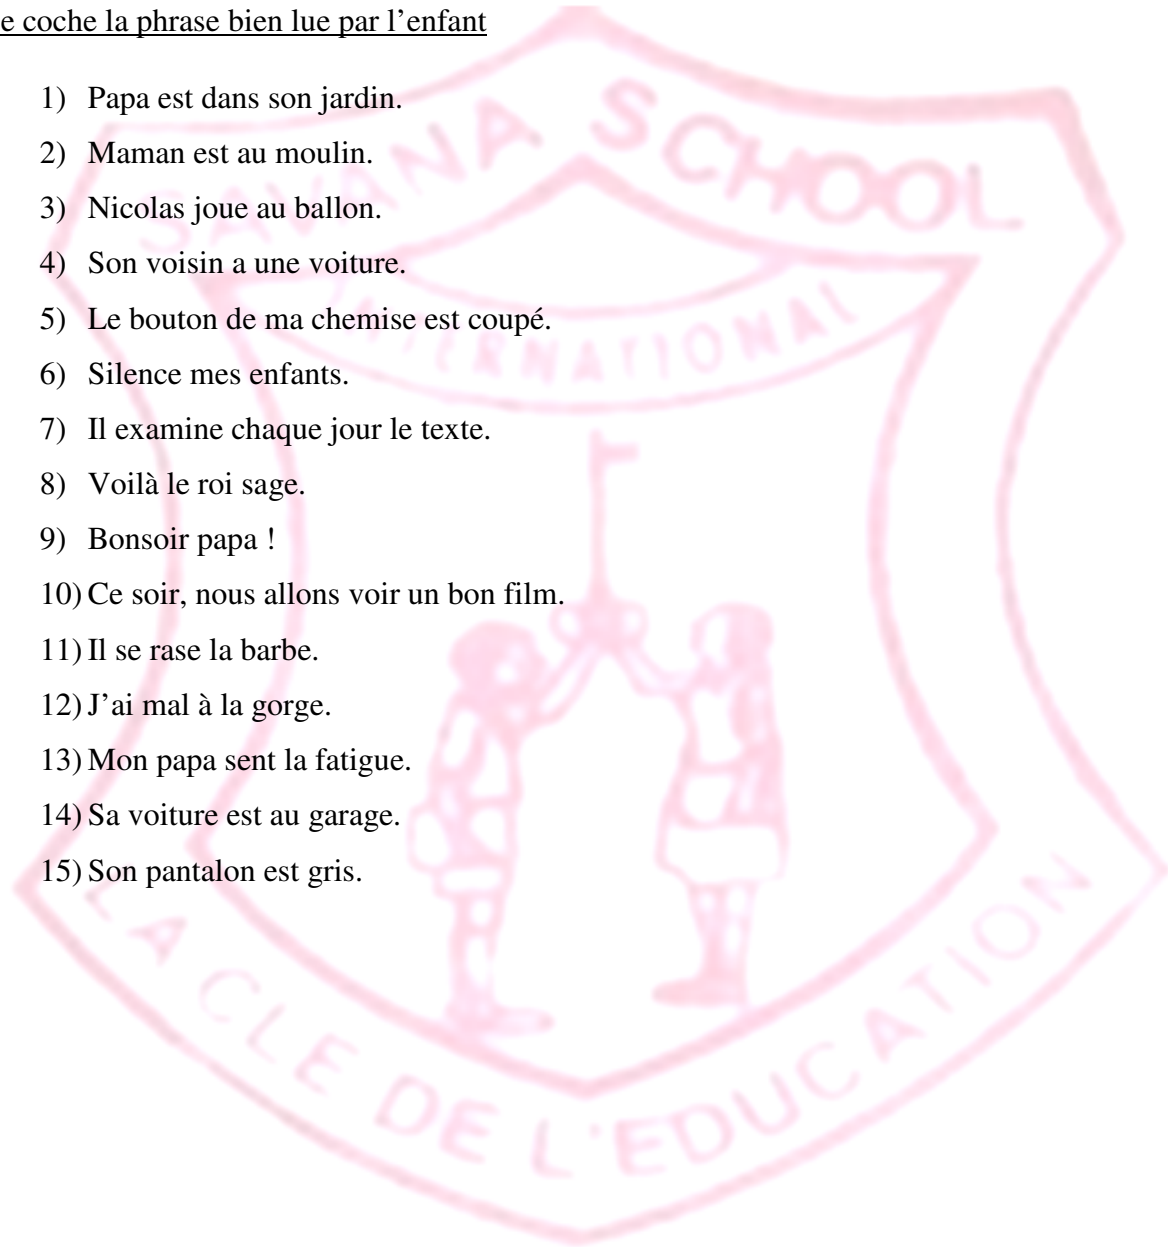 e coche la phrase bien lue par l’enfant
1) Papa est dans son jardin.
2) Maman est au moulin.
3) Nicolas joue au ballon.
4) Son voisin a une voiture.
5) Le bouton de ma chemise est coupé.
6) Silence mes enfants.
7) Il examine chaque jour le texte.
8) Voilà le roi sage.
9) Bonsoir papa !
10) Ce soir, nous allons voir un bon film.
11) Il se rase la barbe.
12) J’ai mal à la gorge.
13) Mon papa sent la fatigue.
14) Sa voiture est au garage.
15) Son pantalon est gris.
SAVANA SCHOOL
INTERNATIONAL
LA CLE DE L'EDUCATION